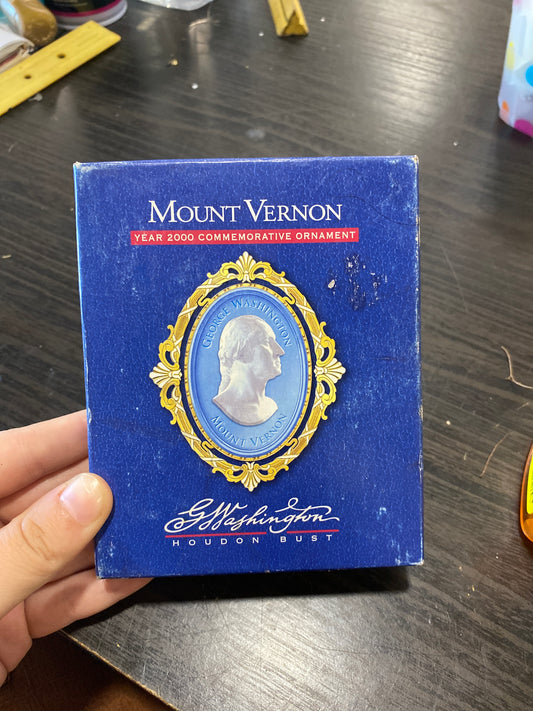 MOUNT VERNON
YEAR 2000 COMMEMORATIVE ORNAMENT
GEORGE WASHINGTON
MOUNT VERNON
GWashington
HOUDON BUST